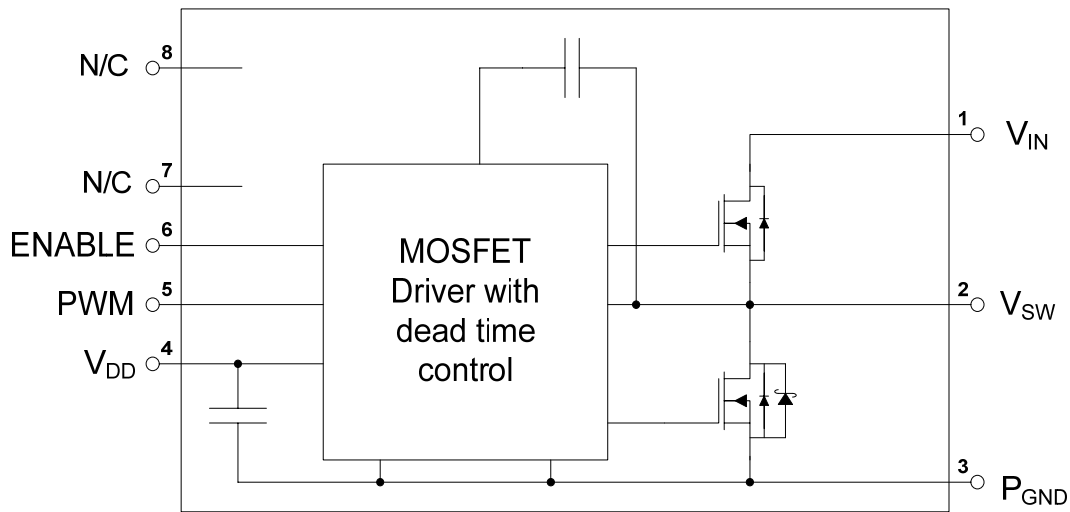 8
N/C
7
N/C
6
ENABLE
5
PWM
4
VDD
MOSFET
Driver with
dead time
control
1
VIN
2
VSW
3
PGND